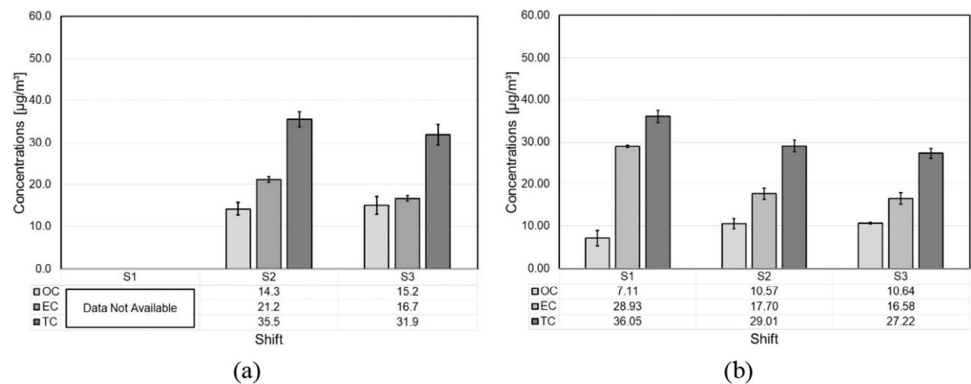 60.0
50.0
40.0
30.0
20.0
10.0
0.0
Concentrations [µg/m³]
S1 S2 S3
OC 14.3 15.2
EC 21.2 16.7
TC 35.5 31.9
Data Not Available
Shift
(a)
60.00
50.00
40.00
30.00
20.00
10.00
0.00
Concentrations [µg/m³]
S1 S2 S3
OC 7.11 10.57 10.64
EC 28.93 17.70 16.58
TC 36.05 29.01 27.22
Shift
(b)